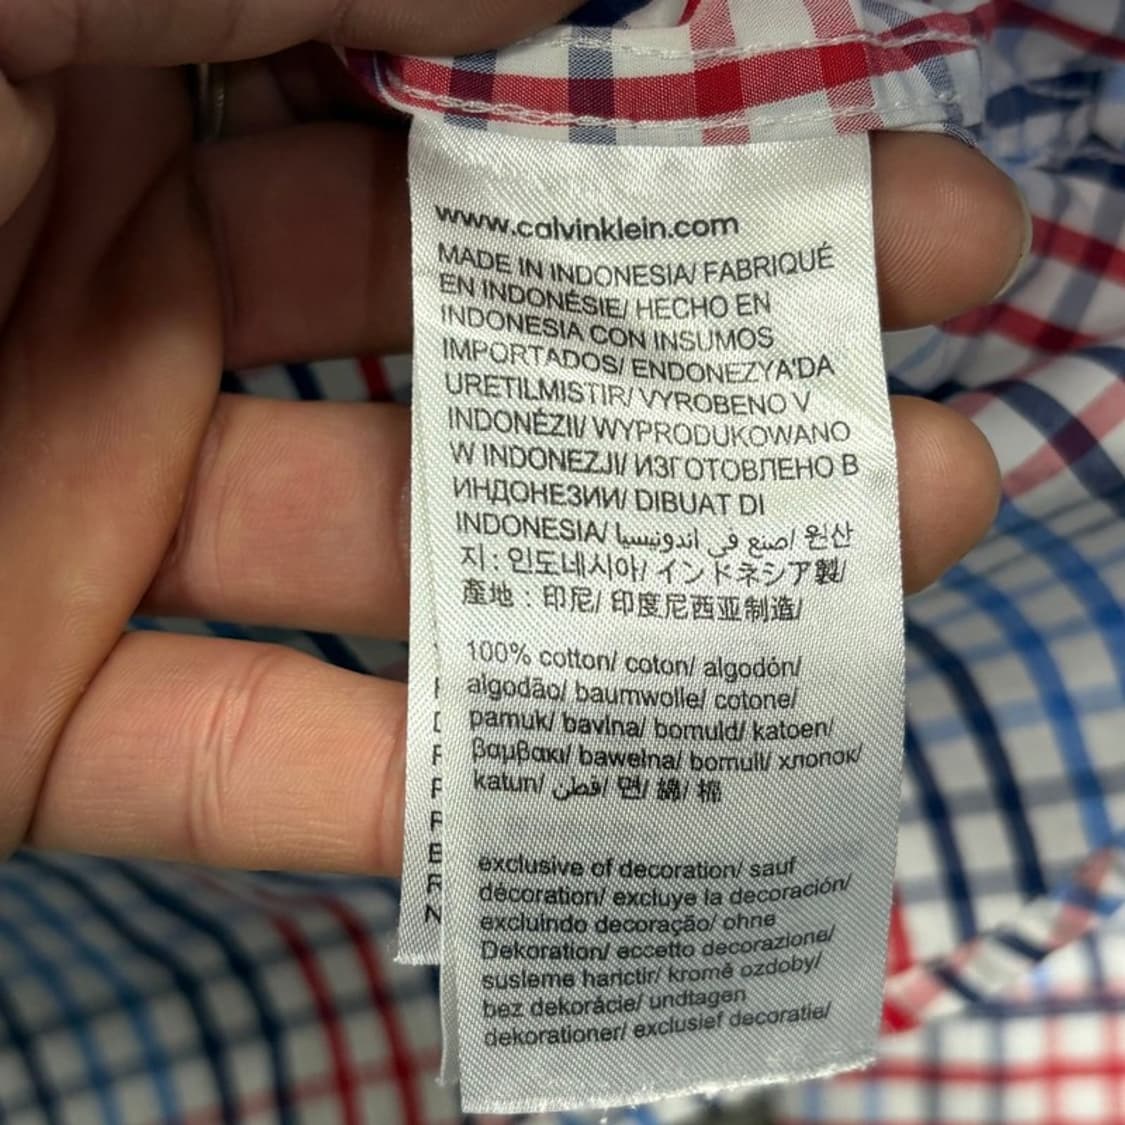 www.calvinklein.com
MADE IN INDONESIA/ FABRIQUÉ
EN INDONÉSIE/ HECHO EN
INDONESIA CON INSUMOS
IMPORTADOS/ ENDONEZYA'DA
URETILMISTIR/ VYROBENO V
INDONÉZII/ WYPRODUKOWANO
W INDONEZJI/ ИЗГОТОВЛЕНО В
ИНДОНЕЗИИ/ DIBUAT DI
INDONESIA/ اصنع في اندونيسيا/ 원산
지 : 인도네시아/ インドネシア製/
產地 : 印尼/ 印度尼西亚制造/
100% cotton/ coton/ algodón/
algodão/ baumwolle/ cotone/
pamuk/ bavlna/ bomuld/ katoen/
βαμβακι/ bawełna/ bomull/ хлопок/
katun/ قطن/ 면/ 綿/ 棉
exclusive of decoration/ sauf
décoration/ excluye la decoración/
excluindo decoração/ ohne
Dekoration/ eccetto decorazione/
susleme harictir/ kromě ozdoby/
bez dekorácie/ undtagen
dekorationer/ exclusief decoratie/